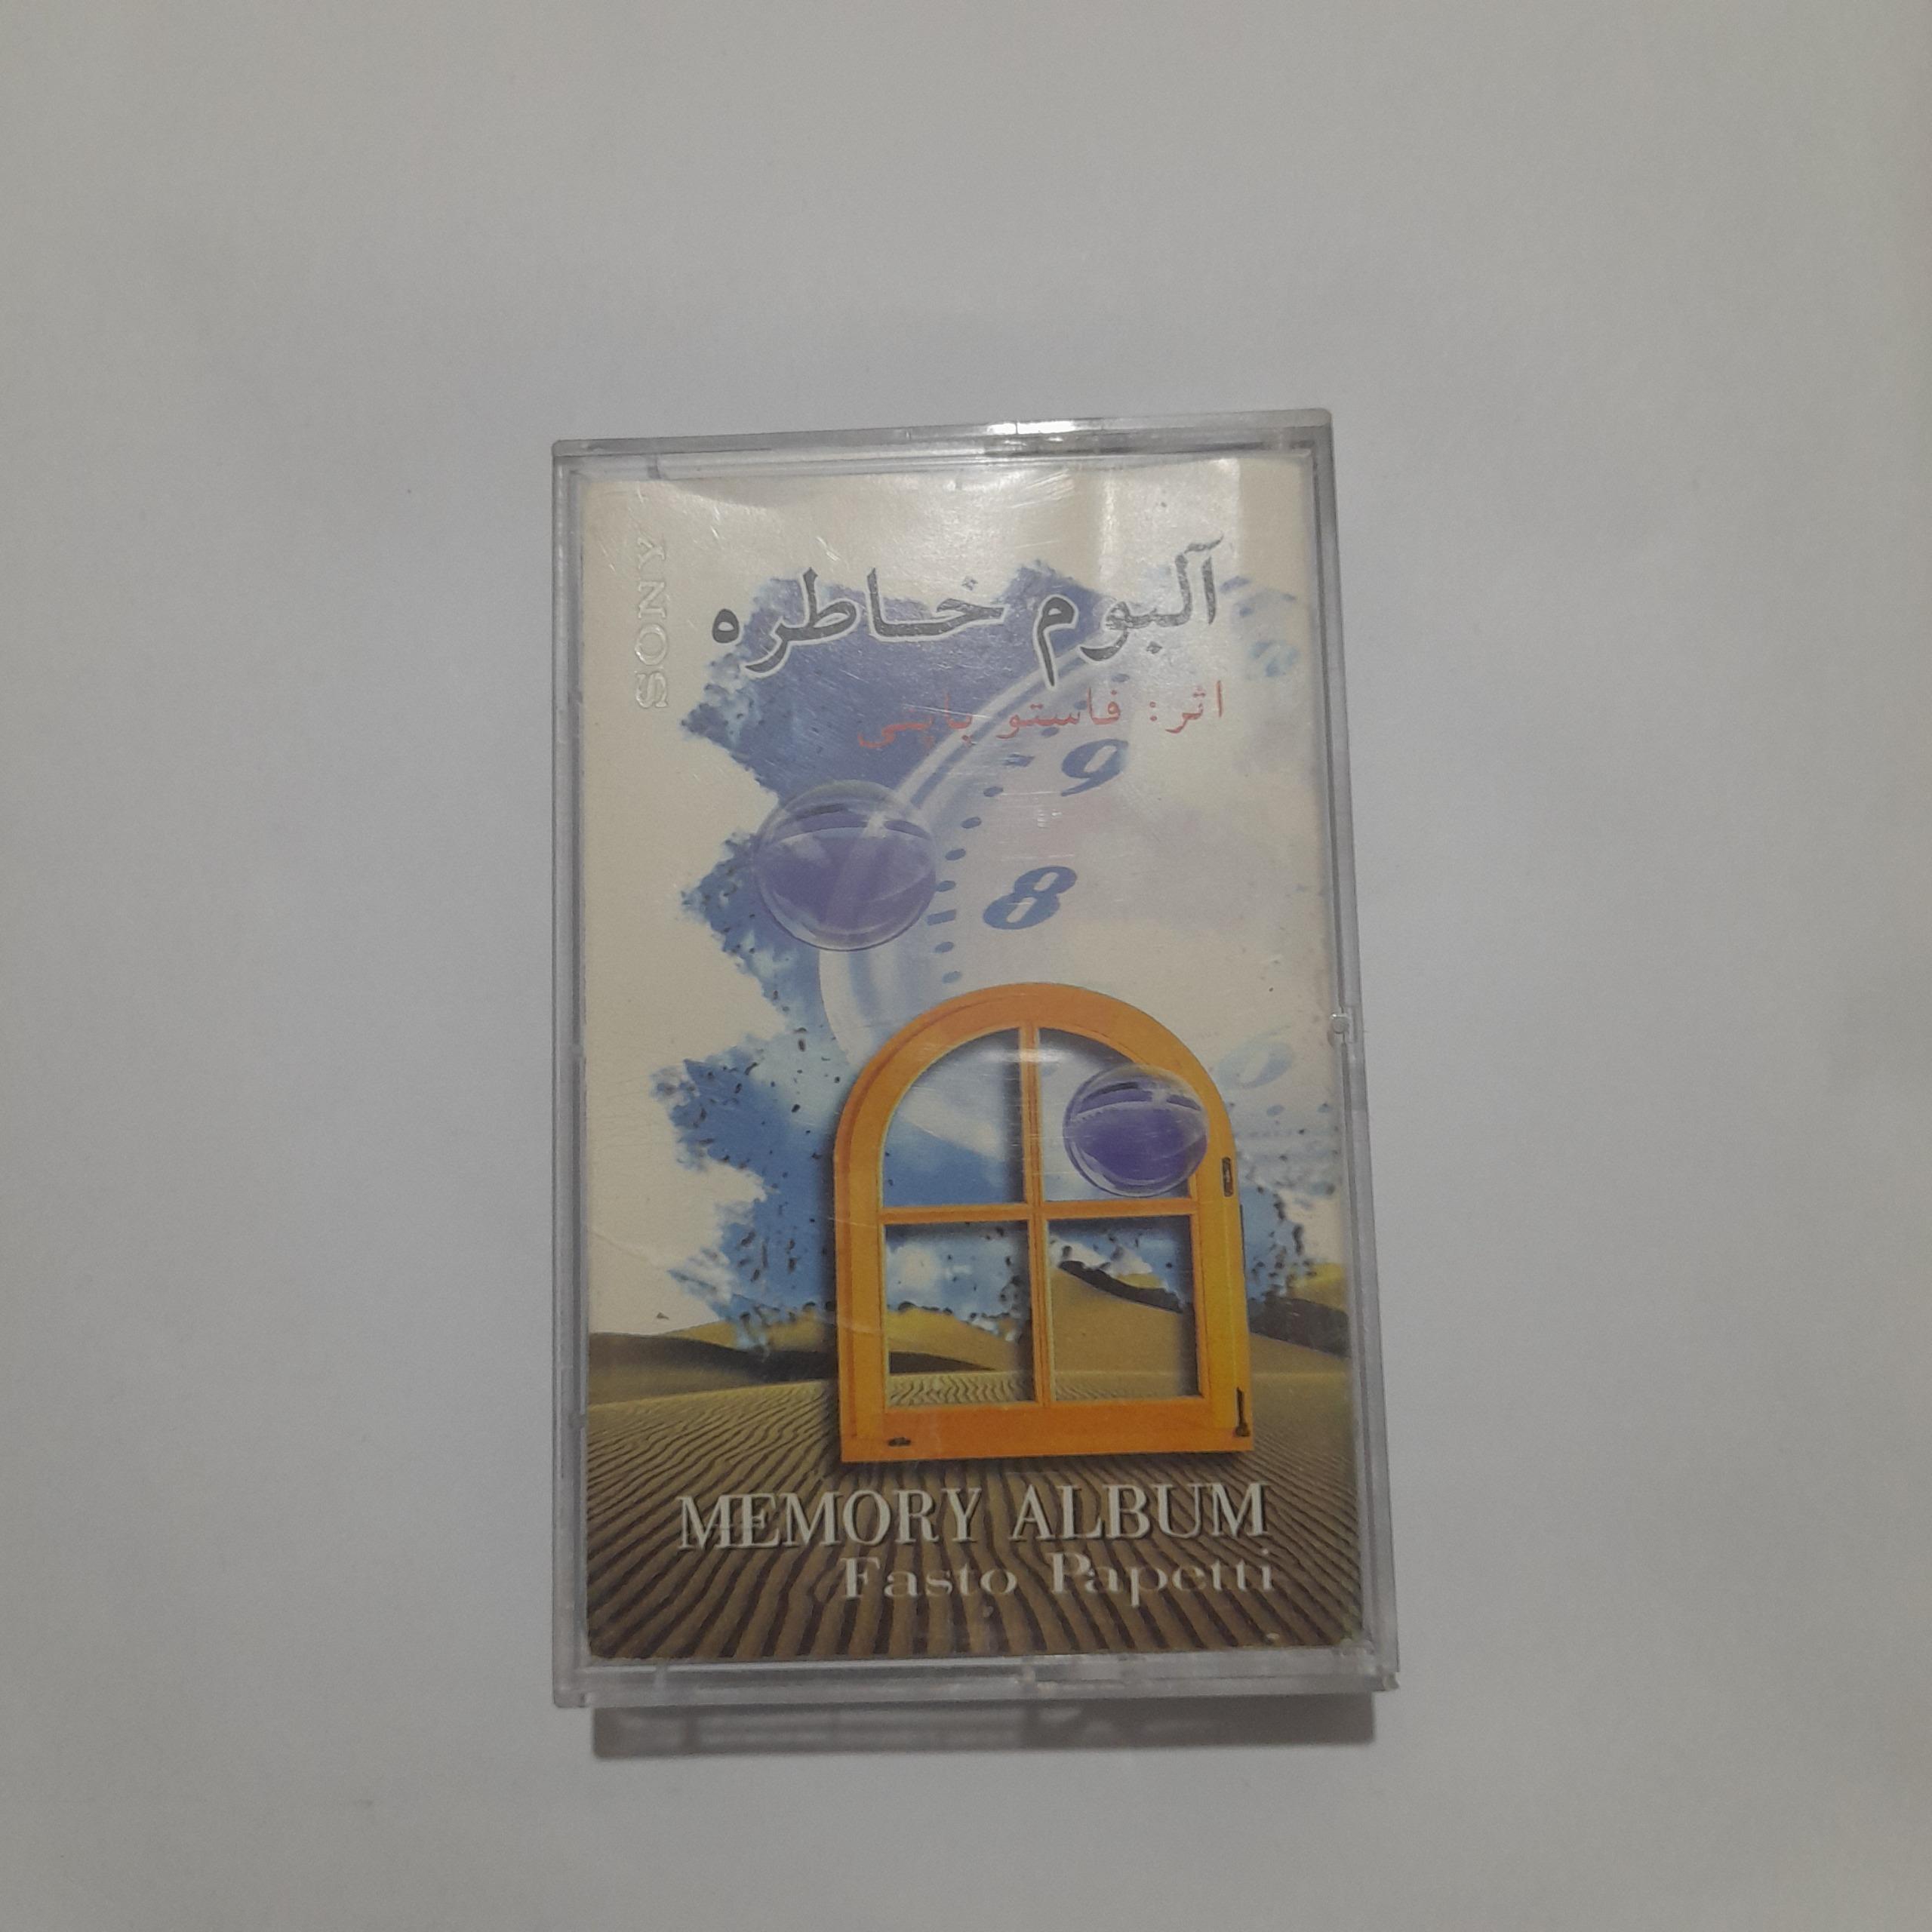 SONY
آلبوم خاطره
اثر: فاستو پاپتی
9
8
MEMORY ALBUM
Fasto Papetti